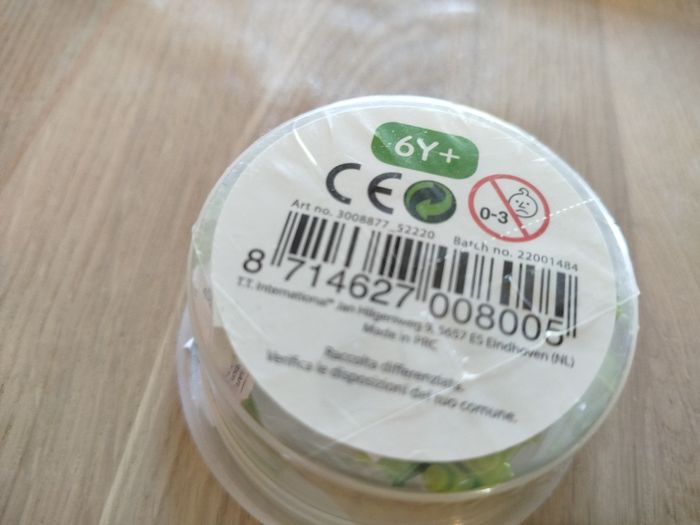 6Y+
CE
0-3
Art no. 3008877_52220 Batch no. 22001484
8 714627 008005
T.T. International™ Jan Hilgersweg 9, 5657 ES Eindhoven (NL)
Made in PRC
Raccolta differenziata.
Verifica le disposizioni del tuo comune.